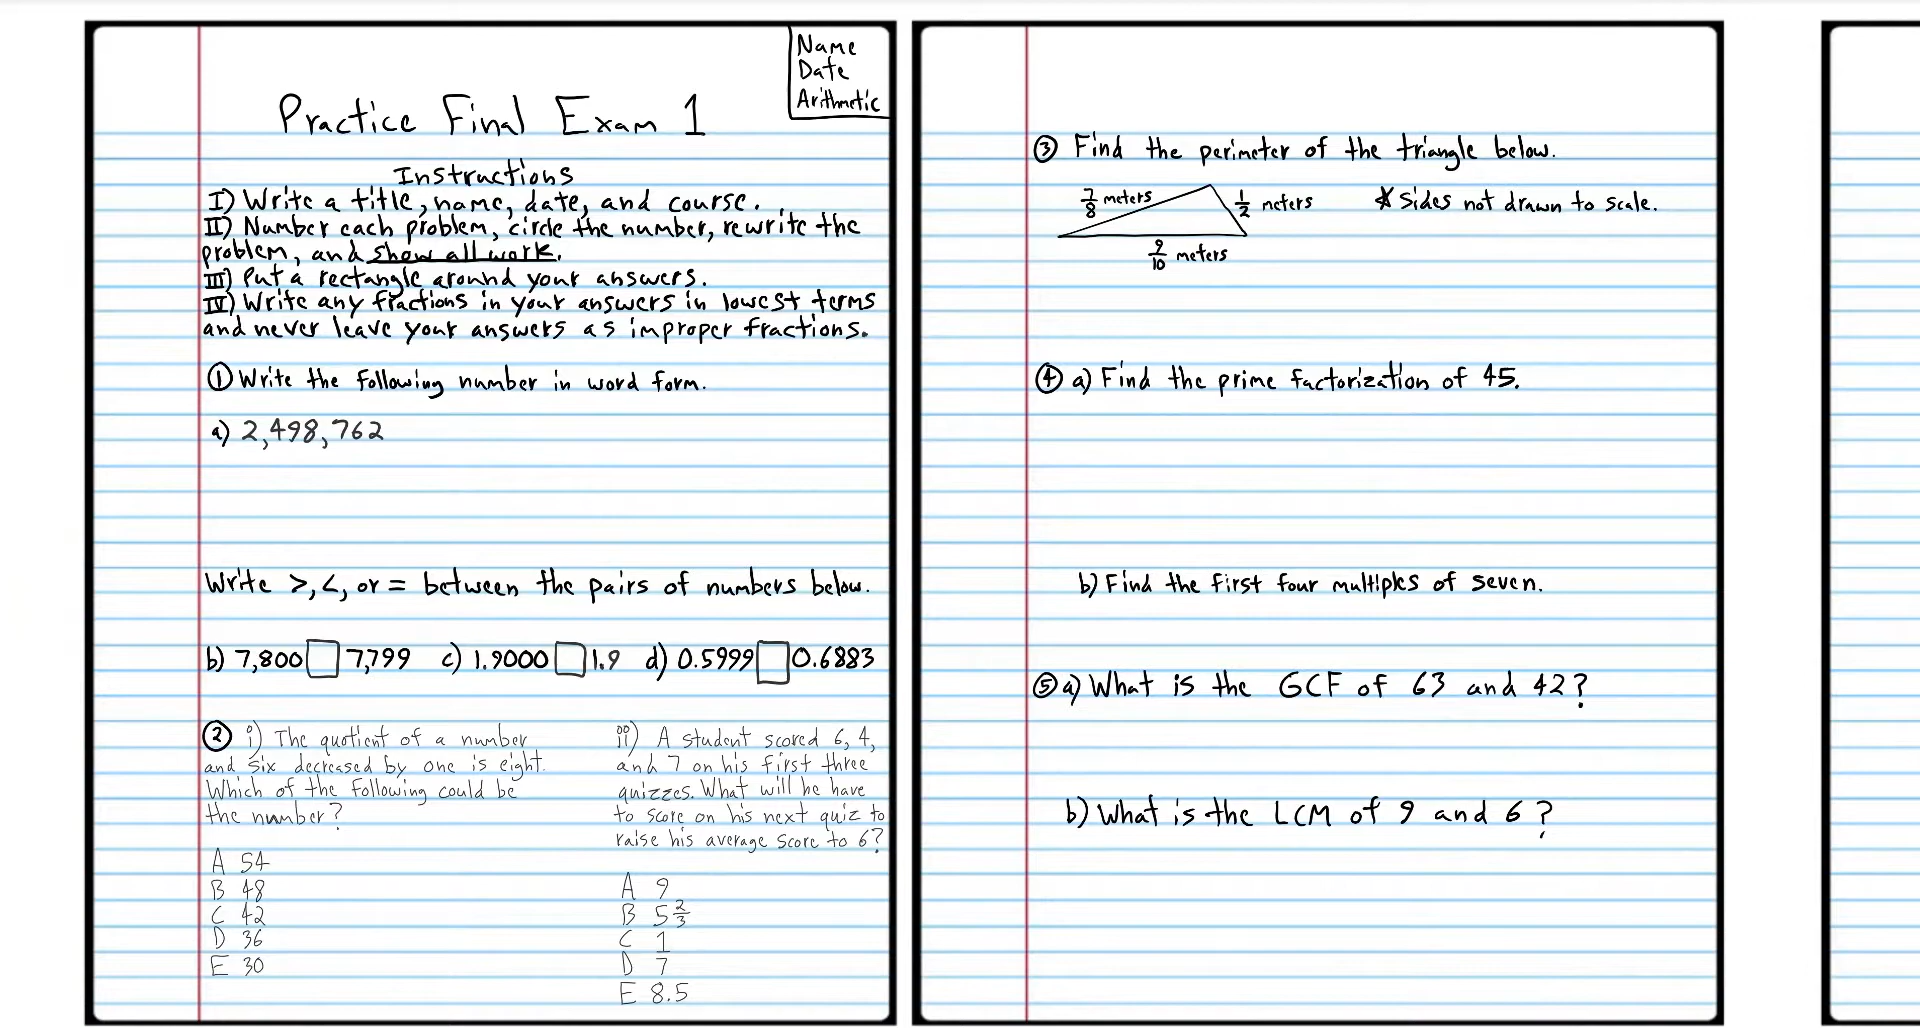 Name
Date
Arithmetic
Practice Final Exam 1
Instructions
I) Write a title, name, date, and course.
II) Number each problem, circle the number, rewrite the
problem, and show all work.
III) Put a rectangle around your answers.
IV) Write any fractions in your answers in lowest terms
and never leave your answers as improper fractions.
① Write the following number in word form.
a) 2,498,762
Write >, <, or = between the pairs of numbers below.
b) 7,800 □ 7,799 c) 1.9000 □ 1.9 d) 0.5999 □ 0.6883
② i) The quotient of a number
and six decreased by one is eight.
Which of the following could be
the number?
A 54
B 48
C 42
D 36
E 30
ii) A student scored 6, 4,
and 7 on his first three
quizzes. What will he have
to score on his next quiz to
raise his average score to 6?
A 9
B 5 2/3
C 1
D 7
E 8.5
③ Find the perimeter of the triangle below.
7/8 meters 1/2 meters * Sides not drawn to scale.
9/10 meters
④ a) Find the prime factorization of 45.
b) Find the first four multiples of seven.
⑤ a) What is the GCF of 63 and 42?
b) What is the LCM of 9 and 6?